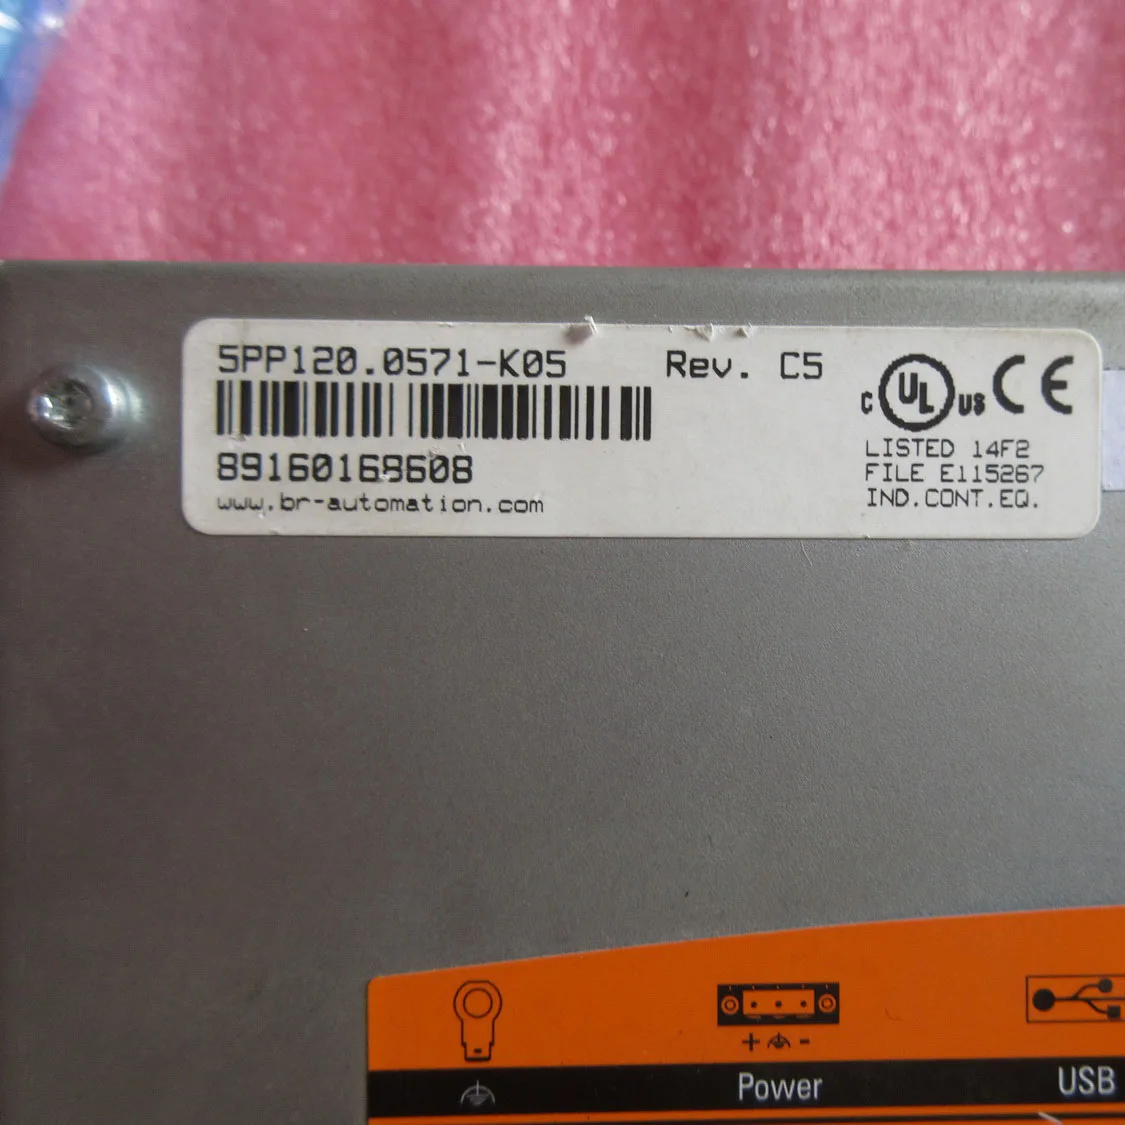 5PP120.0571-K05 Rev. C5
89160168608
www.br-automation.com
C UL US CE
LISTED 14F2
FILE E115267
IND.CONT.EQ.
+ -
Power USB